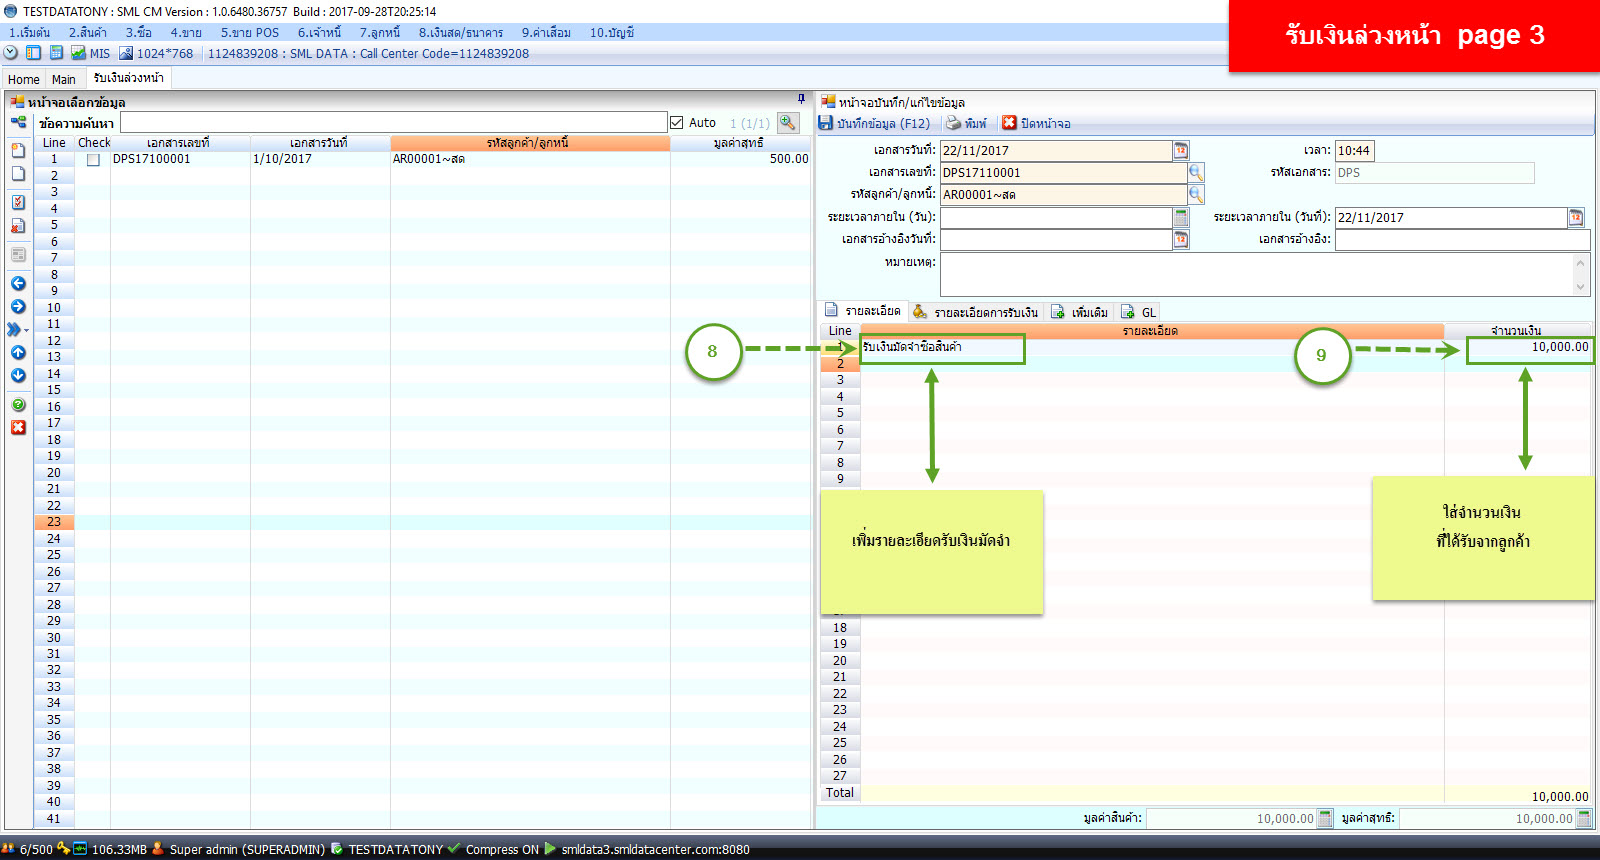 TESTDATATONY : SML CM Version : 1.0.6480.36757  Build : 2017-09-28T20:25:14
รับเงินล่วงหน้า  page 3
1.เริ่มต้น  2.สินค้า  3.ซื้อ  4.ขาย  5.ขาย POS  6.เจ้าหนี้  7.ลูกหนี้  8.เงินสด/ธนาคาร  9.ค่าเสื่อม  10.บัญชี
MIS  1024*768  1124839208 : SML DATA : Call Center Code=1124839208
Home  Main  รับเงินล่วงหน้า
หน้าจอเลือกข้อมูล
ข้อความค้นหา  Auto  1 (1/1)
Line  Check  เอกสารเลขที่  เอกสารวันที่  รหัสลูกค้า/ลูกหนี้  มูลค่าสุทธิ
1  DPS17100001  1/10/2017  AR00001~สด  500.00
2
3
4
5
6
7
8
9
10
11
12
13
14
15
16
17
18
19
20
21
22
23
24
25
26
27
28
29
30
31
32
33
34
35
36
37
38
39
40
41
หน้าจอบันทึก/แก้ไขข้อมูล
บันทึกข้อมูล (F12)  พิมพ์  ปิดหน้าจอ
เอกสารวันที่:  22/11/2017  เวลา:  10:44
เอกสารเลขที่:  DPS17110001  รหัสเอกสาร:  DPS
รหัสลูกค้า/ลูกหนี้:  AR00001~สด
ระยะเวลาภายใน (วัน):  ระยะเวลาภายใน (วันที่):  22/11/2017
เอกสารอ้างอิงวันที่:  เอกสารอ้างอิง:
หมายเหตุ:
รายละเอียด  รายละเอียดการรับเงิน  เพิ่มเติม  GL
Line  รายละเอียด  จำนวนเงิน
8  1  รับเงินมัดจำซื้อสินค้า  9  10,000.00
2
3
4
5
6
7
8
9
เพิ่มรายละเอียดรับเงินมัดจำ
ใส่จำนวนเงิน
ที่ได้รับจากลูกค้า
18
19
20
21
22
23
24
25
26
27
Total  10,000.00
มูลค่าสินค้า:  10,000.00  มูลค่าสุทธิ:  10,000.00
6/500  106.33MB  Super admin (SUPERADMIN)  TESTDATATONY  Compress ON  smldata3.smldatacenter.com:8080